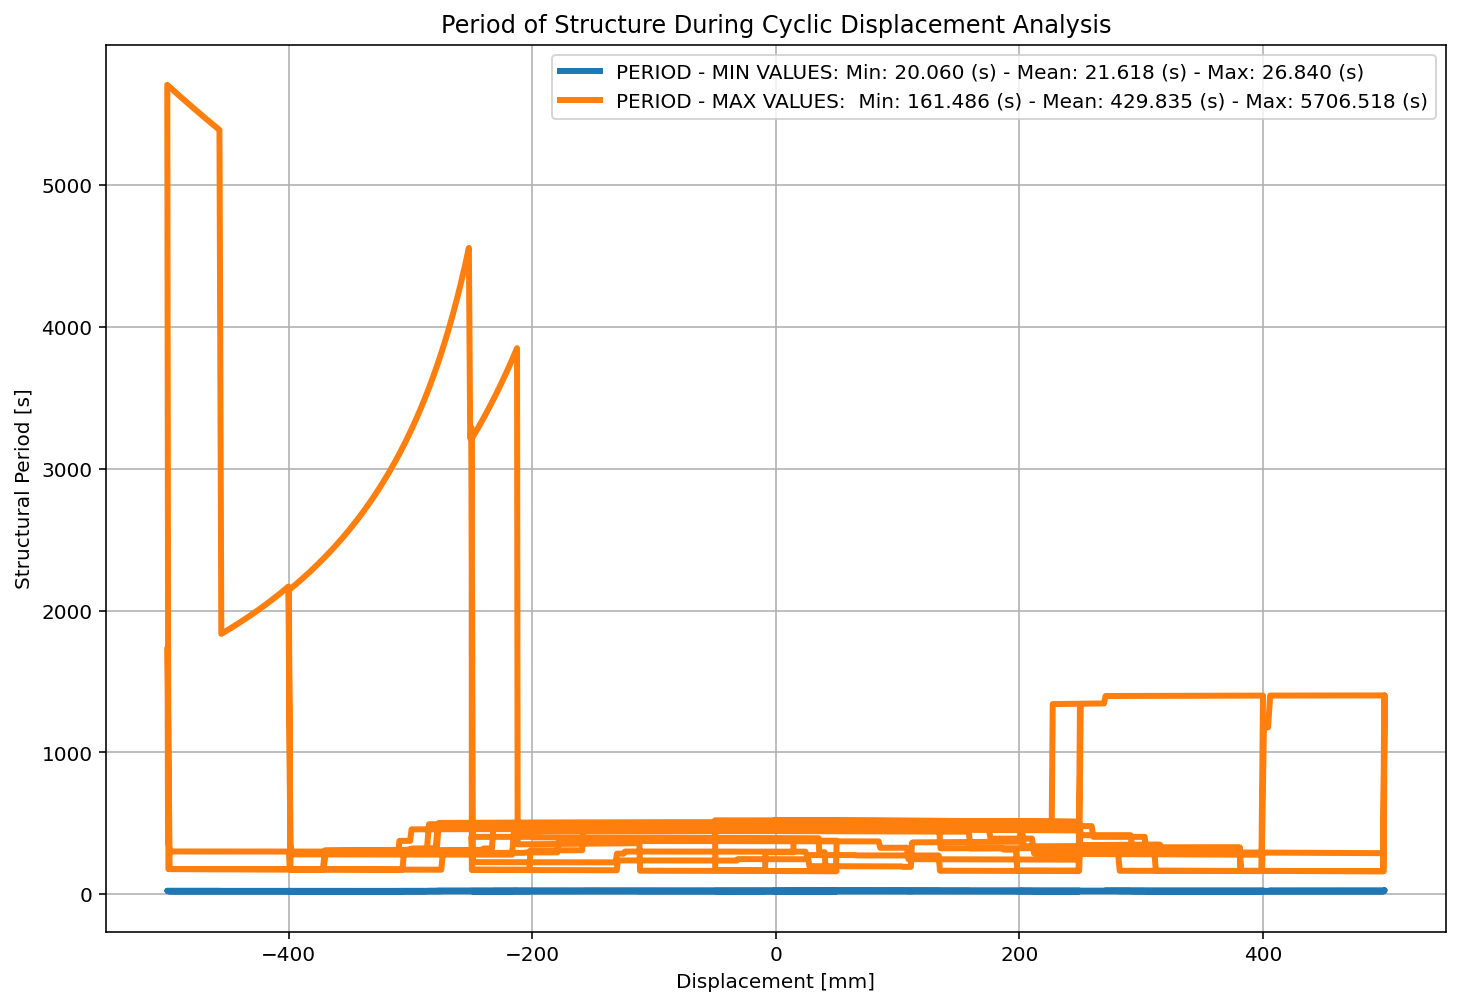 Period of Structure During Cyclic Displacement Analysis
PERIOD - MIN VALUES: Min: 20.060 (s) - Mean: 21.618 (s) - Max: 26.840 (s)
PERIOD - MAX VALUES:  Min: 161.486 (s) - Mean: 429.835 (s) - Max: 5706.518 (s)
Structural Period [s]
5000
4000
3000
2000
1000
0
−400
−200
0
200
400
Displacement [mm]